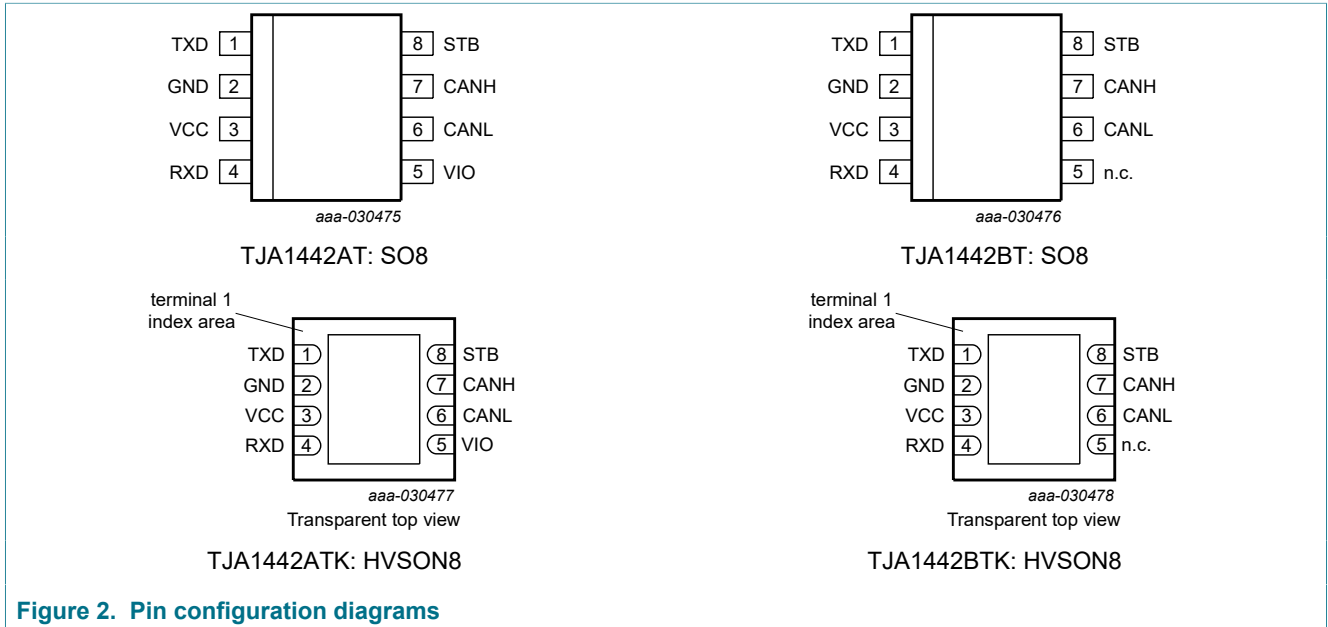 TXD 1 8 STB
GND 2 7 CANH
VCC 3 6 CANL
RXD 4 5 VIO
aaa-030475
TJA1442AT: SO8
TXD 1 8 STB
GND 2 7 CANH
VCC 3 6 CANL
RXD 4 5 n.c.
aaa-030476
TJA1442BT: SO8
terminal 1
index area
TXD 1 8 STB
GND 2 7 CANH
VCC 3 6 CANL
RXD 4 5 VIO
aaa-030477
Transparent top view
TJA1442ATK: HVSON8
terminal 1
index area
TXD 1 8 STB
GND 2 7 CANH
VCC 3 6 CANL
RXD 4 5 n.c.
aaa-030478
Transparent top view
TJA1442BTK: HVSON8
Figure 2. Pin configuration diagrams